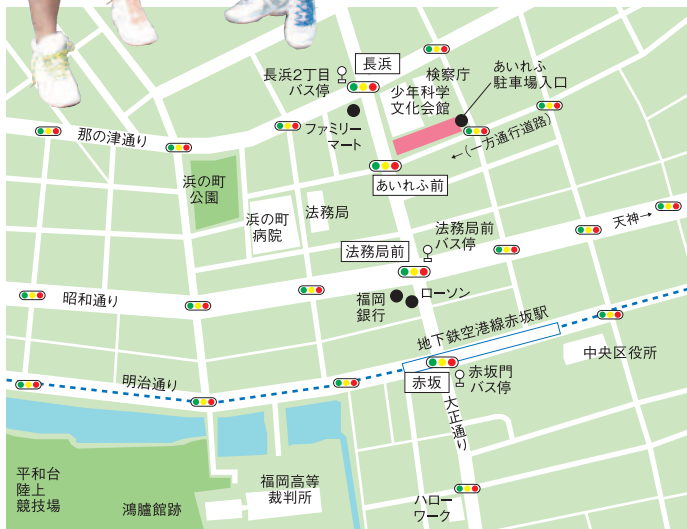 長浜
長浜2丁目
バス停
検察庁
少年科学
文化会館
あいれふ
駐車場入口
ファミリー
マート
←(一方通行道路)
那の津通り
あいれふ前
浜の町
公園
浜の町
病院
法務局
法務局前
バス停
天神→
法務局前
昭和通り
福岡
銀行
ローソン
地下鉄空港線赤坂駅
中央区役所
明治通り
赤坂
赤坂門
バス停
大正通り
平和台
陸上
競技場
鴻臚館跡
福岡高等
裁判所
ハロー
ワーク